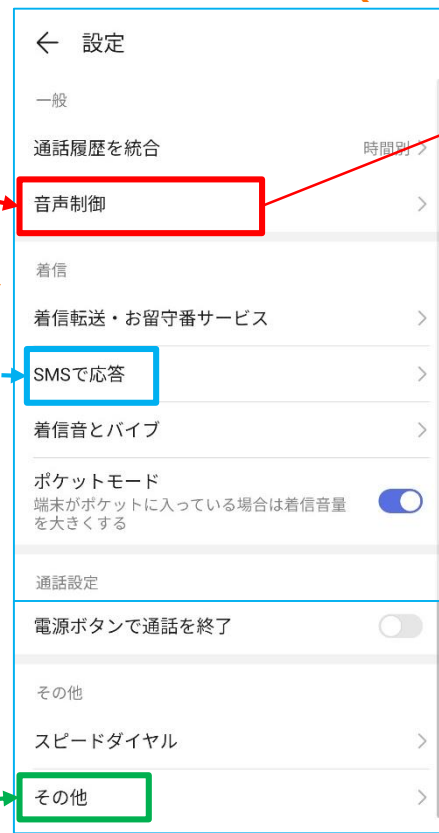 設定
一般
通話履歴を統合 時間別
音声制御
着信
着信転送・お留守番サービス
SMSで応答
着信音とバイブ
ポケットモード
端末がポケットに入っている場合は着信音量
を大きくする
通話設定
電源ボタンで通話を終了
その他
スピードダイヤル
その他